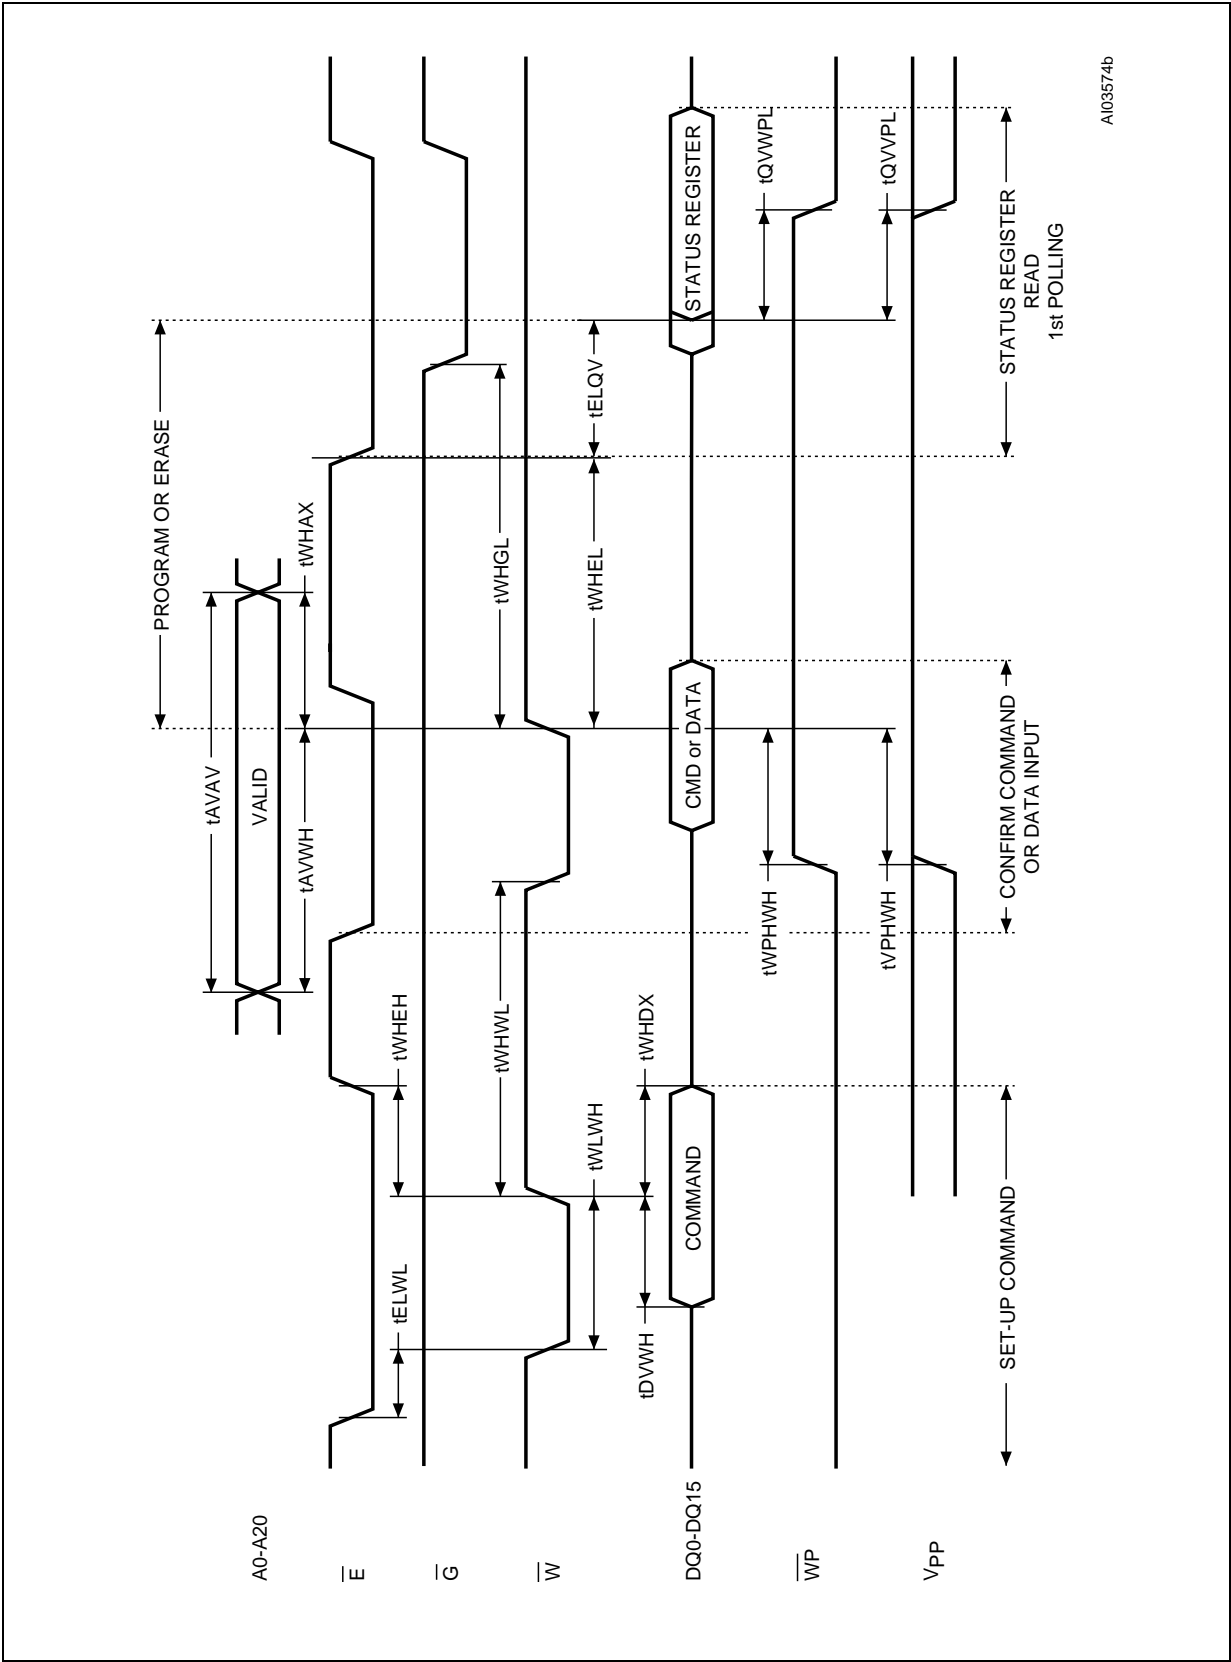 PROGRAM OR ERASE
tAVAV
A0-A20
VALID
tAVWH
tWHAX
E
tELWL
tWHEH
G
tWHWL
tWHGL
W
tWLWH
tWHEL
tELQV
tDVWH
tWHDX
DQ0-DQ15
COMMAND
CMD or DATA
STATUS REGISTER
tWPHWH
tQVWPL
WP
tVPHWH
tQVVPL
VPP
SET-UP COMMAND
CONFIRM COMMAND
OR DATA INPUT
STATUS REGISTER
READ
1st POLLING
AI03574b